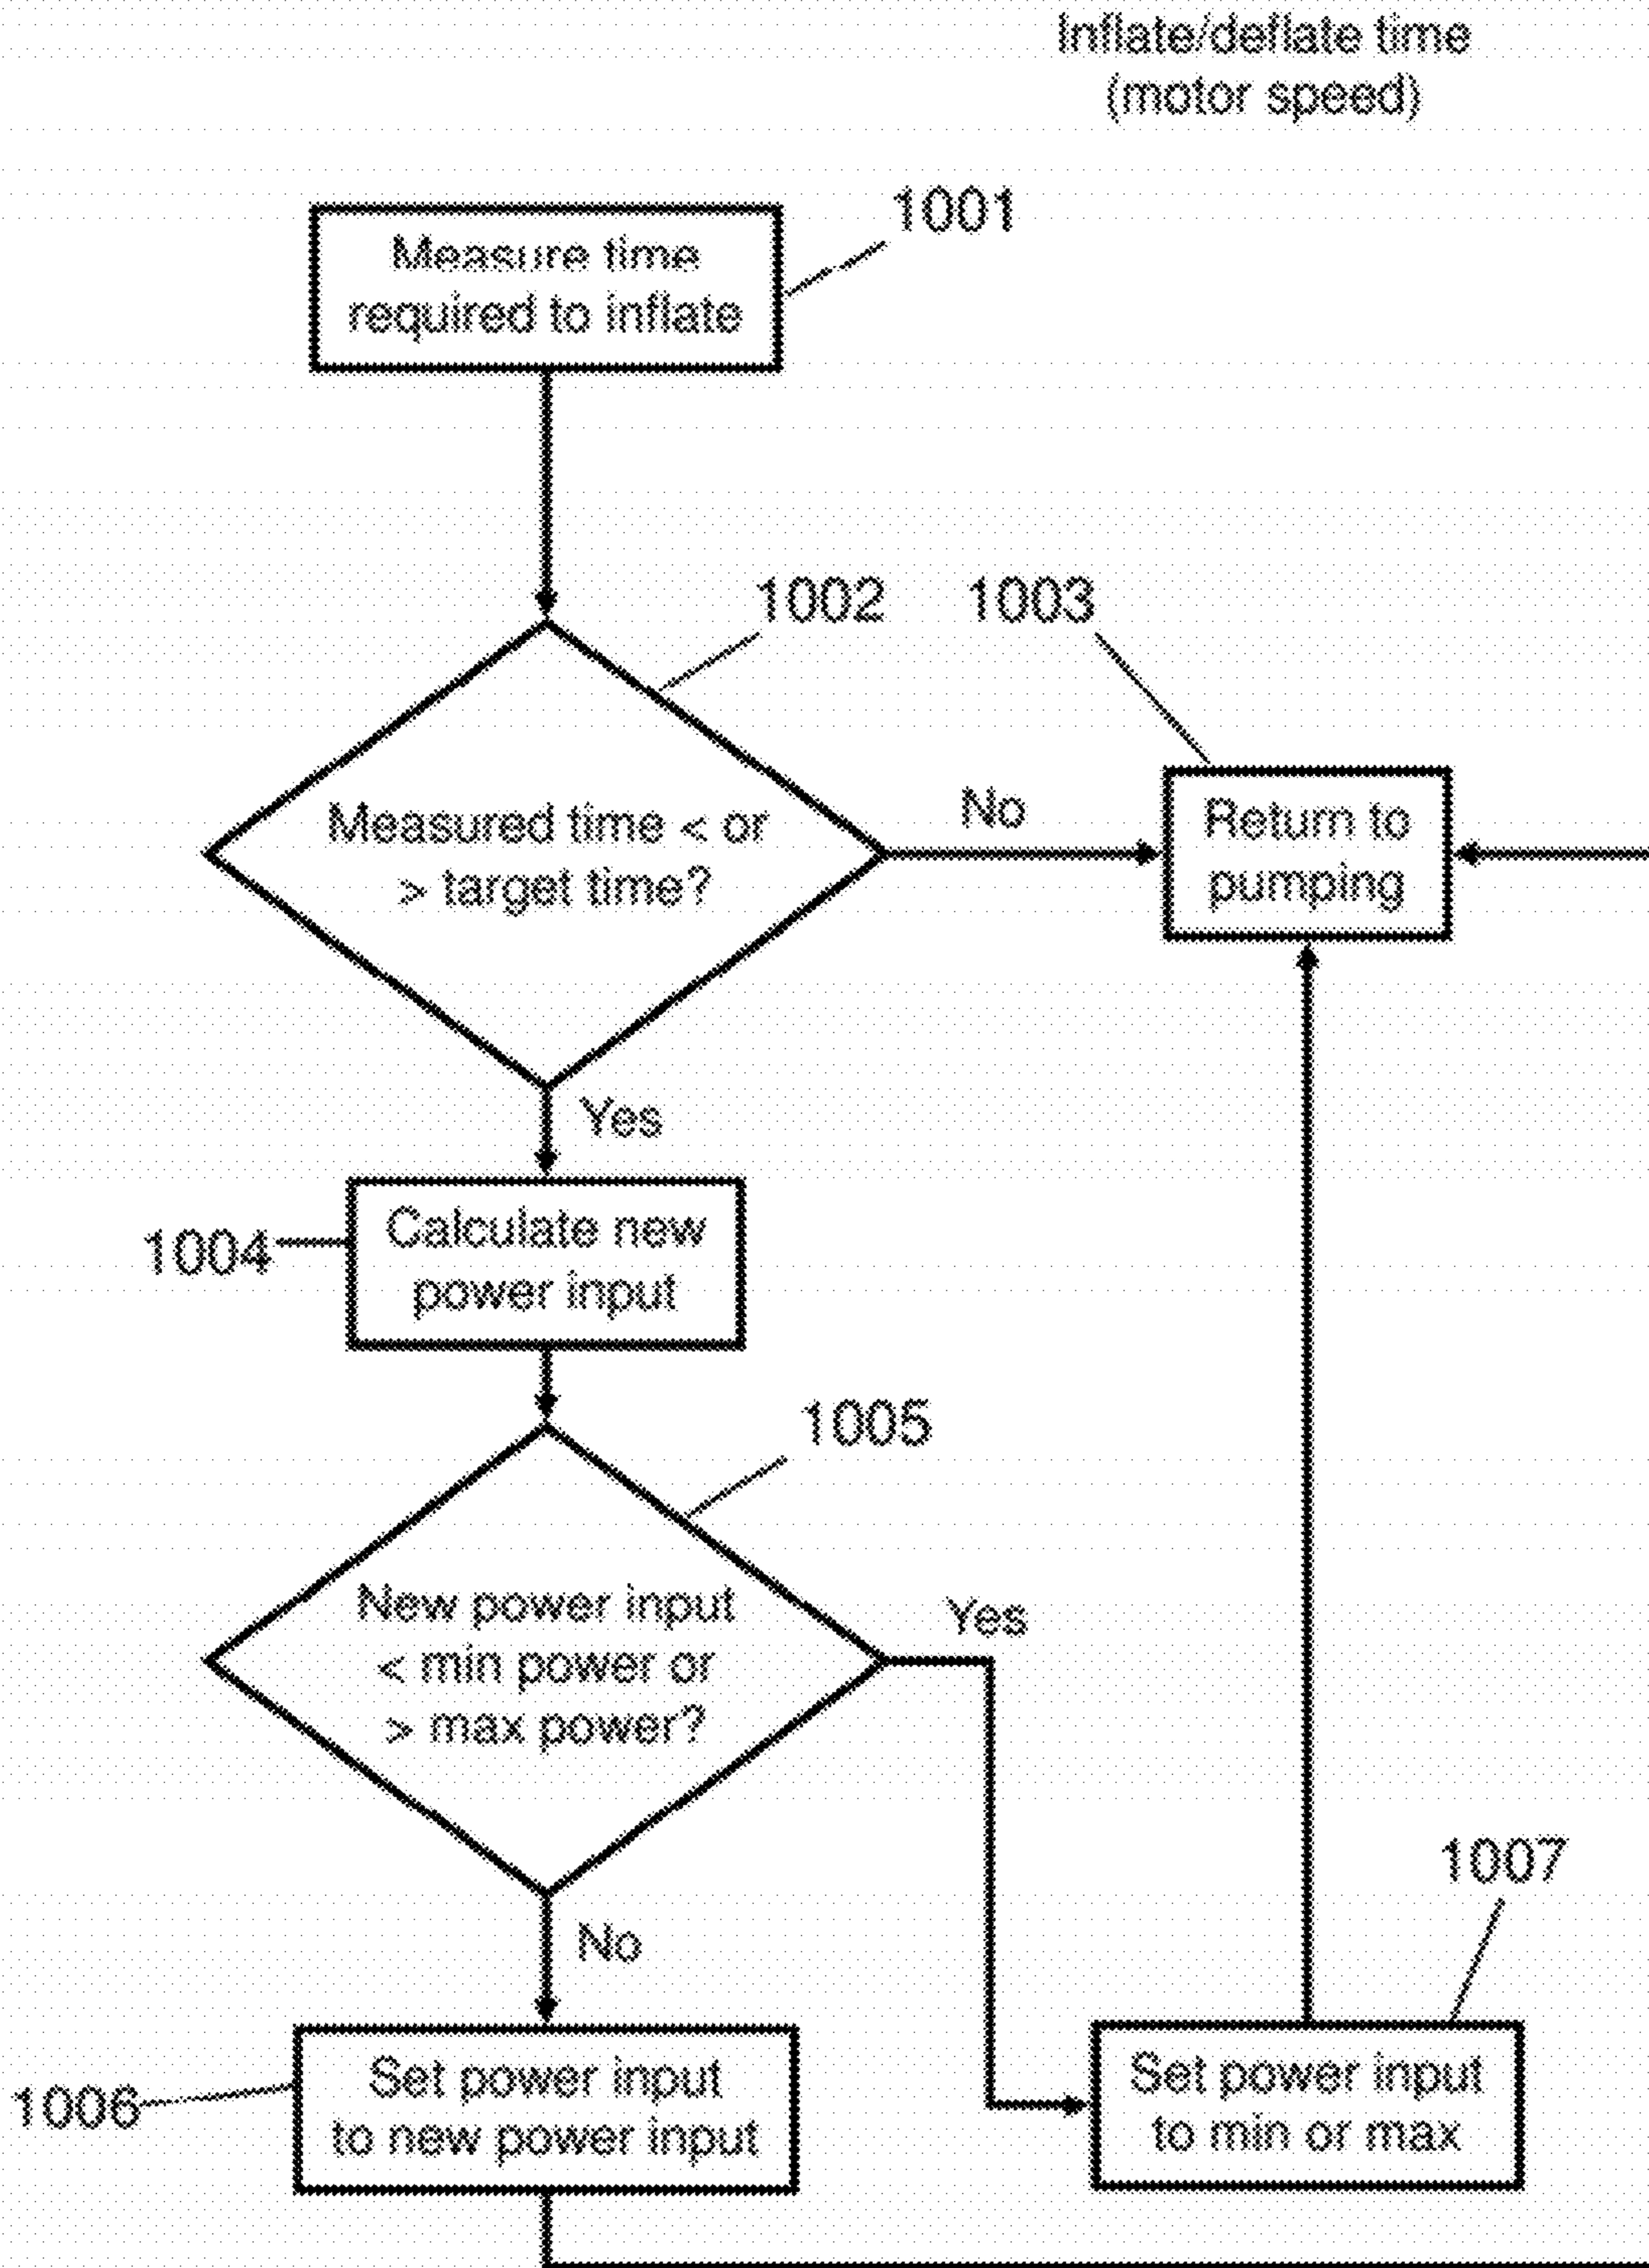 Inflate/deflate time
(motor speed)
1001
Measure time
required to inflate
1002
1003
Measured time < or
> target time?
No
Return to
pumping
Yes
1004
Calculate new
power input
1005
New power input
< min power or
> max power?
Yes
No
1007
1006
Set power input
to new power input
Set power input
to min or max